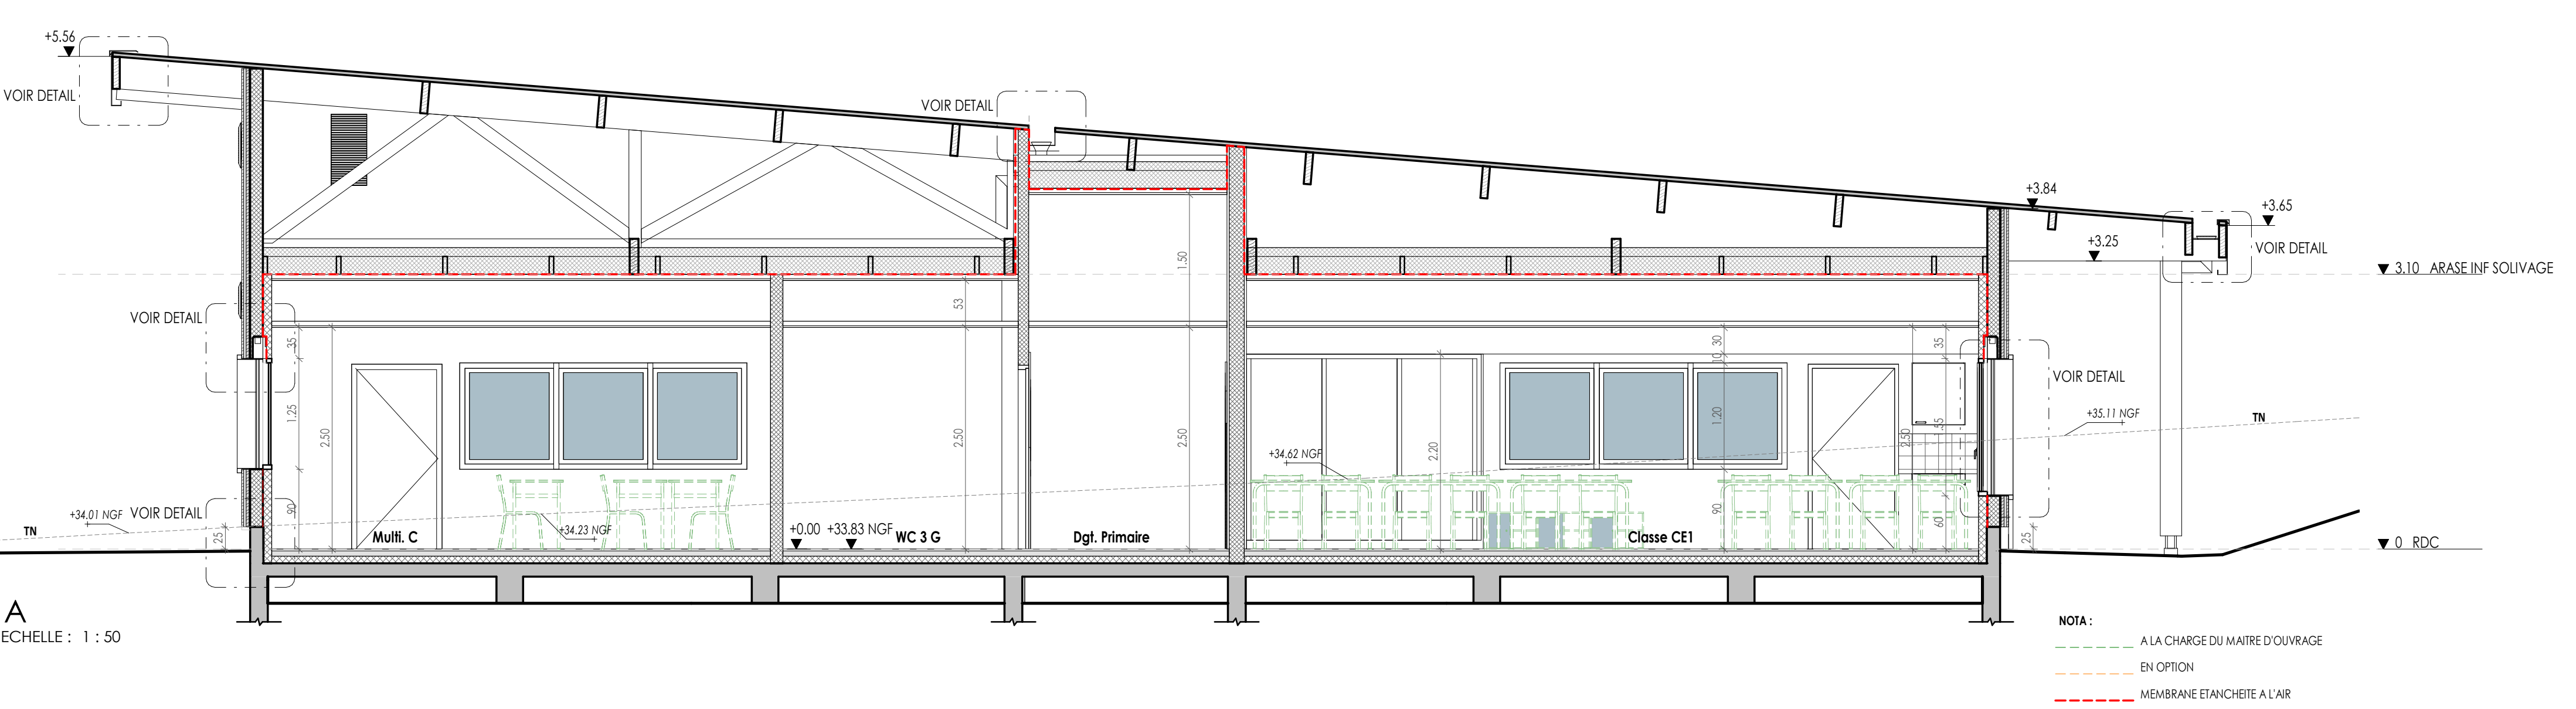 +5.56
VOIR DETAIL
VOIR DETAIL
+3.84
+3.65
VOIR DETAIL
+3.25
3.10 ARASE INF SOLIVAGE
1.50
53
VOIR DETAIL
35
1.25
2.50
90
2.50
2.50
2.20
30
10
1.20
90
2.50
35
55
60
VOIR DETAIL
+35.11 NGF
TN
+34.62 NGF
VOIR DETAIL
+34.01 NGF
TN
25
+34.23 NGF
Multi. C
+0.00 +33.83 NGF
WC 3 G
Dgt. Primaire
Classe CE1
25
0 RDC
A
ECHELLE : 1 : 50
NOTA :
A LA CHARGE DU MAITRE D'OUVRAGE
EN OPTION
MEMBRANE ETANCHEITE A L'AIR